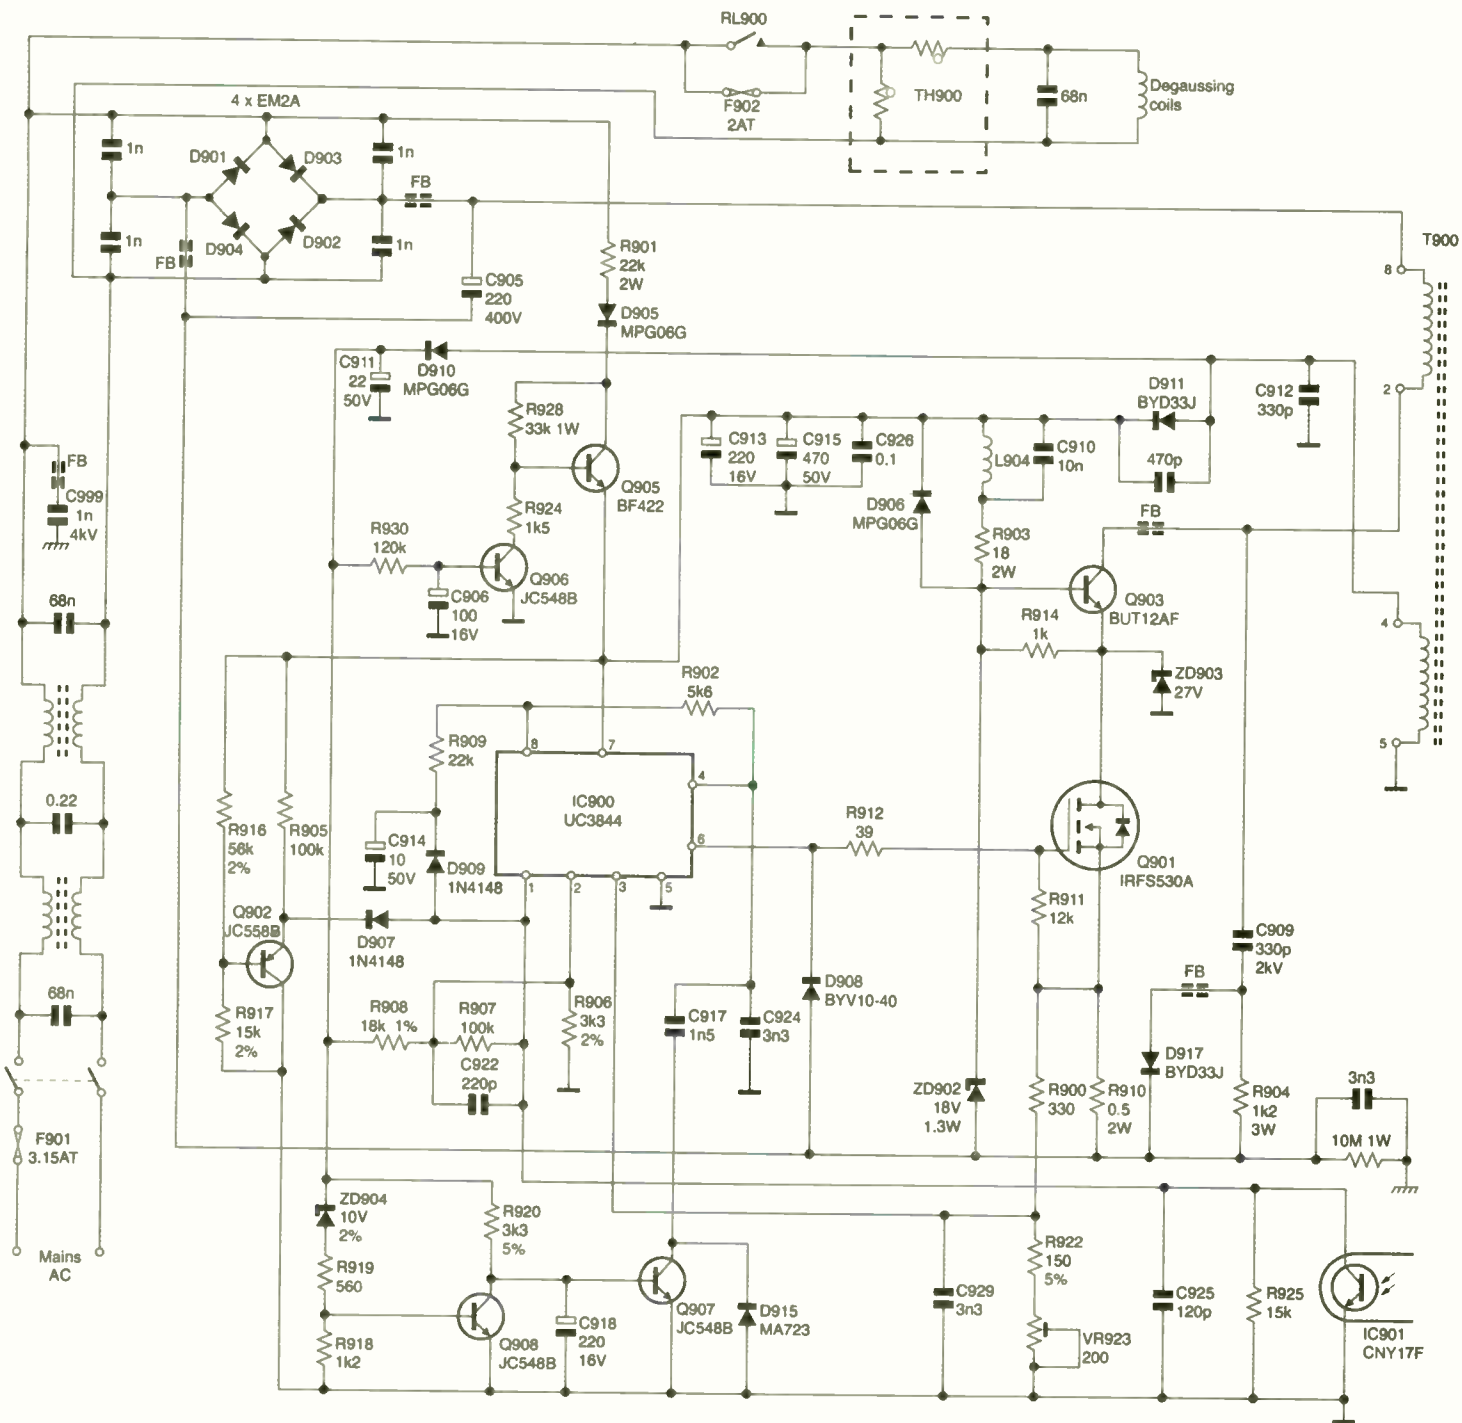 RL900
F902
2AT
TH900
68n
Degaussing
coils
4 x EM2A
1n
D901
D903
1n
FB
1n
D904
D902
1n
FB
C905
220
400V
R901
22k
2W
D905
MPG06G
T900
8
2
C911
22
50V
D910
MPG06G
D911
BYD33J
C912
330p
R928
33k 1W
C913
220
16V
C915
470
50V
C926
0.1
L904
C910
10n
470p
FB
C999
1n
4kV
Q905
BF422
R924
1k5
D906
MPG06G
FB
R903
18
2W
R930
120k
Q906
JC548B
C906
100
16V
Q903
BUT12AF
68n
R914
1k
4
ZD903
27V
R902
5k6
5
R909
22k
8
7
4
IC900
UC3844
6
1
2
3
5
0.22
R916
56k
2%
R905
100k
C914
10
50V
D909
1N4148
R912
39
Q901
IRFS530A
R911
12k
Q902
JC558B
D907
1N4148
C909
330p
2kV
FB
68n
R917
15k
2%
R908
18k 1%
R907
100k
C922
220p
R906
3k3
2%
C917
1n5
C924
3n3
D908
BYV10-40
D917
BYD33J
ZD902
18V
1.3W
R900
330
R910
0.5
2W
R904
1k2
3W
3n3
10M 1W
F901
3.15AT
ZD904
10V
2%
R920
3k3
5%
R919
560
R922
150
5%
Mains
AC
C918
220
16V
Q907
JC548B
D915
MA723
C929
3n3
C925
120p
R925
15k
R918
1k2
Q908
JC548B
VR923
200
IC901
CNY17F